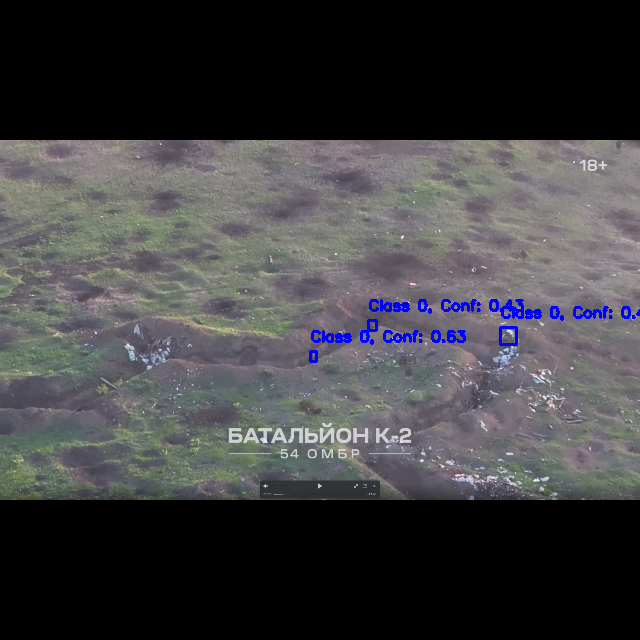 18+
Class 0, Conf: 0.43
Class 0, Conf: 0.4
Class 0, Conf: 0.53
БАТАЛЬЙОН К-2
54 ОМБР